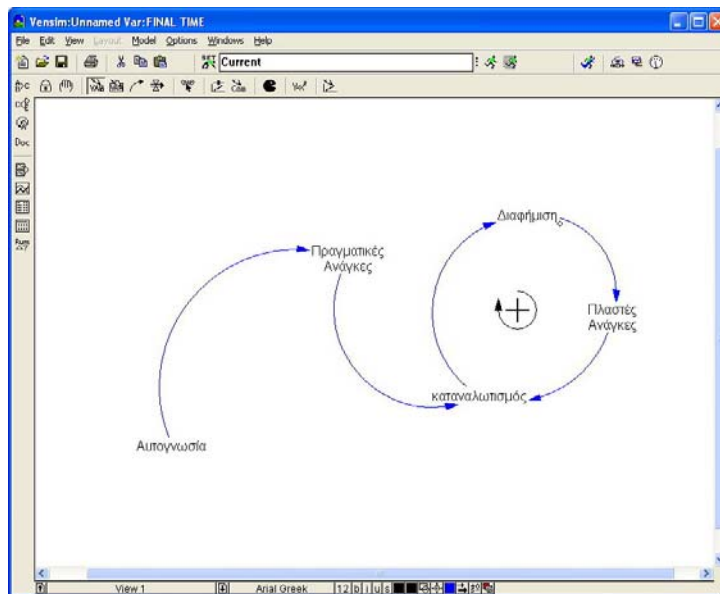 Vensim:Unnamed Var:FINAL TIME
File Edit View Layout Model Options Windows Help
Current
Doc
Διαφήμιση
Πραγματικές
Ανάγκες
Πλαστές
Ανάγκες
καταναλωτισμός
Αυτογνωσία
View 1 Arial Greek 12 b i u s